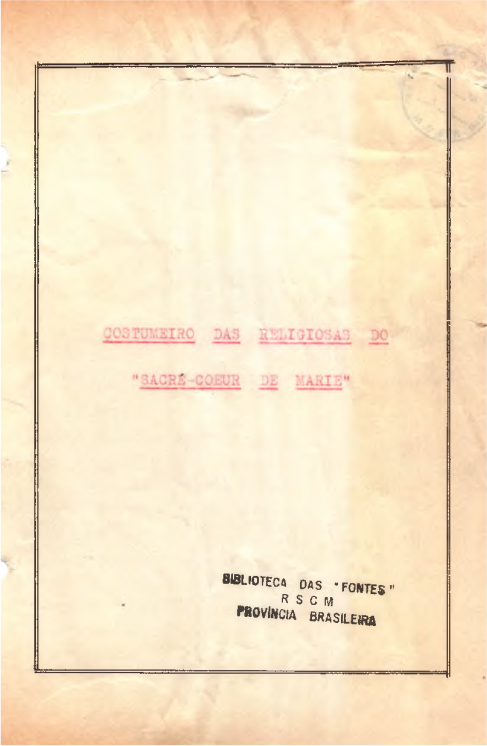 COSTUMEIRO DAS RELIGIOSAS DO
"SACRÉ-COEUR DE MARIE"
BIBLIOTECA DAS "FONTES"
R S C M
PROVÍNCIA BRASILEIRA